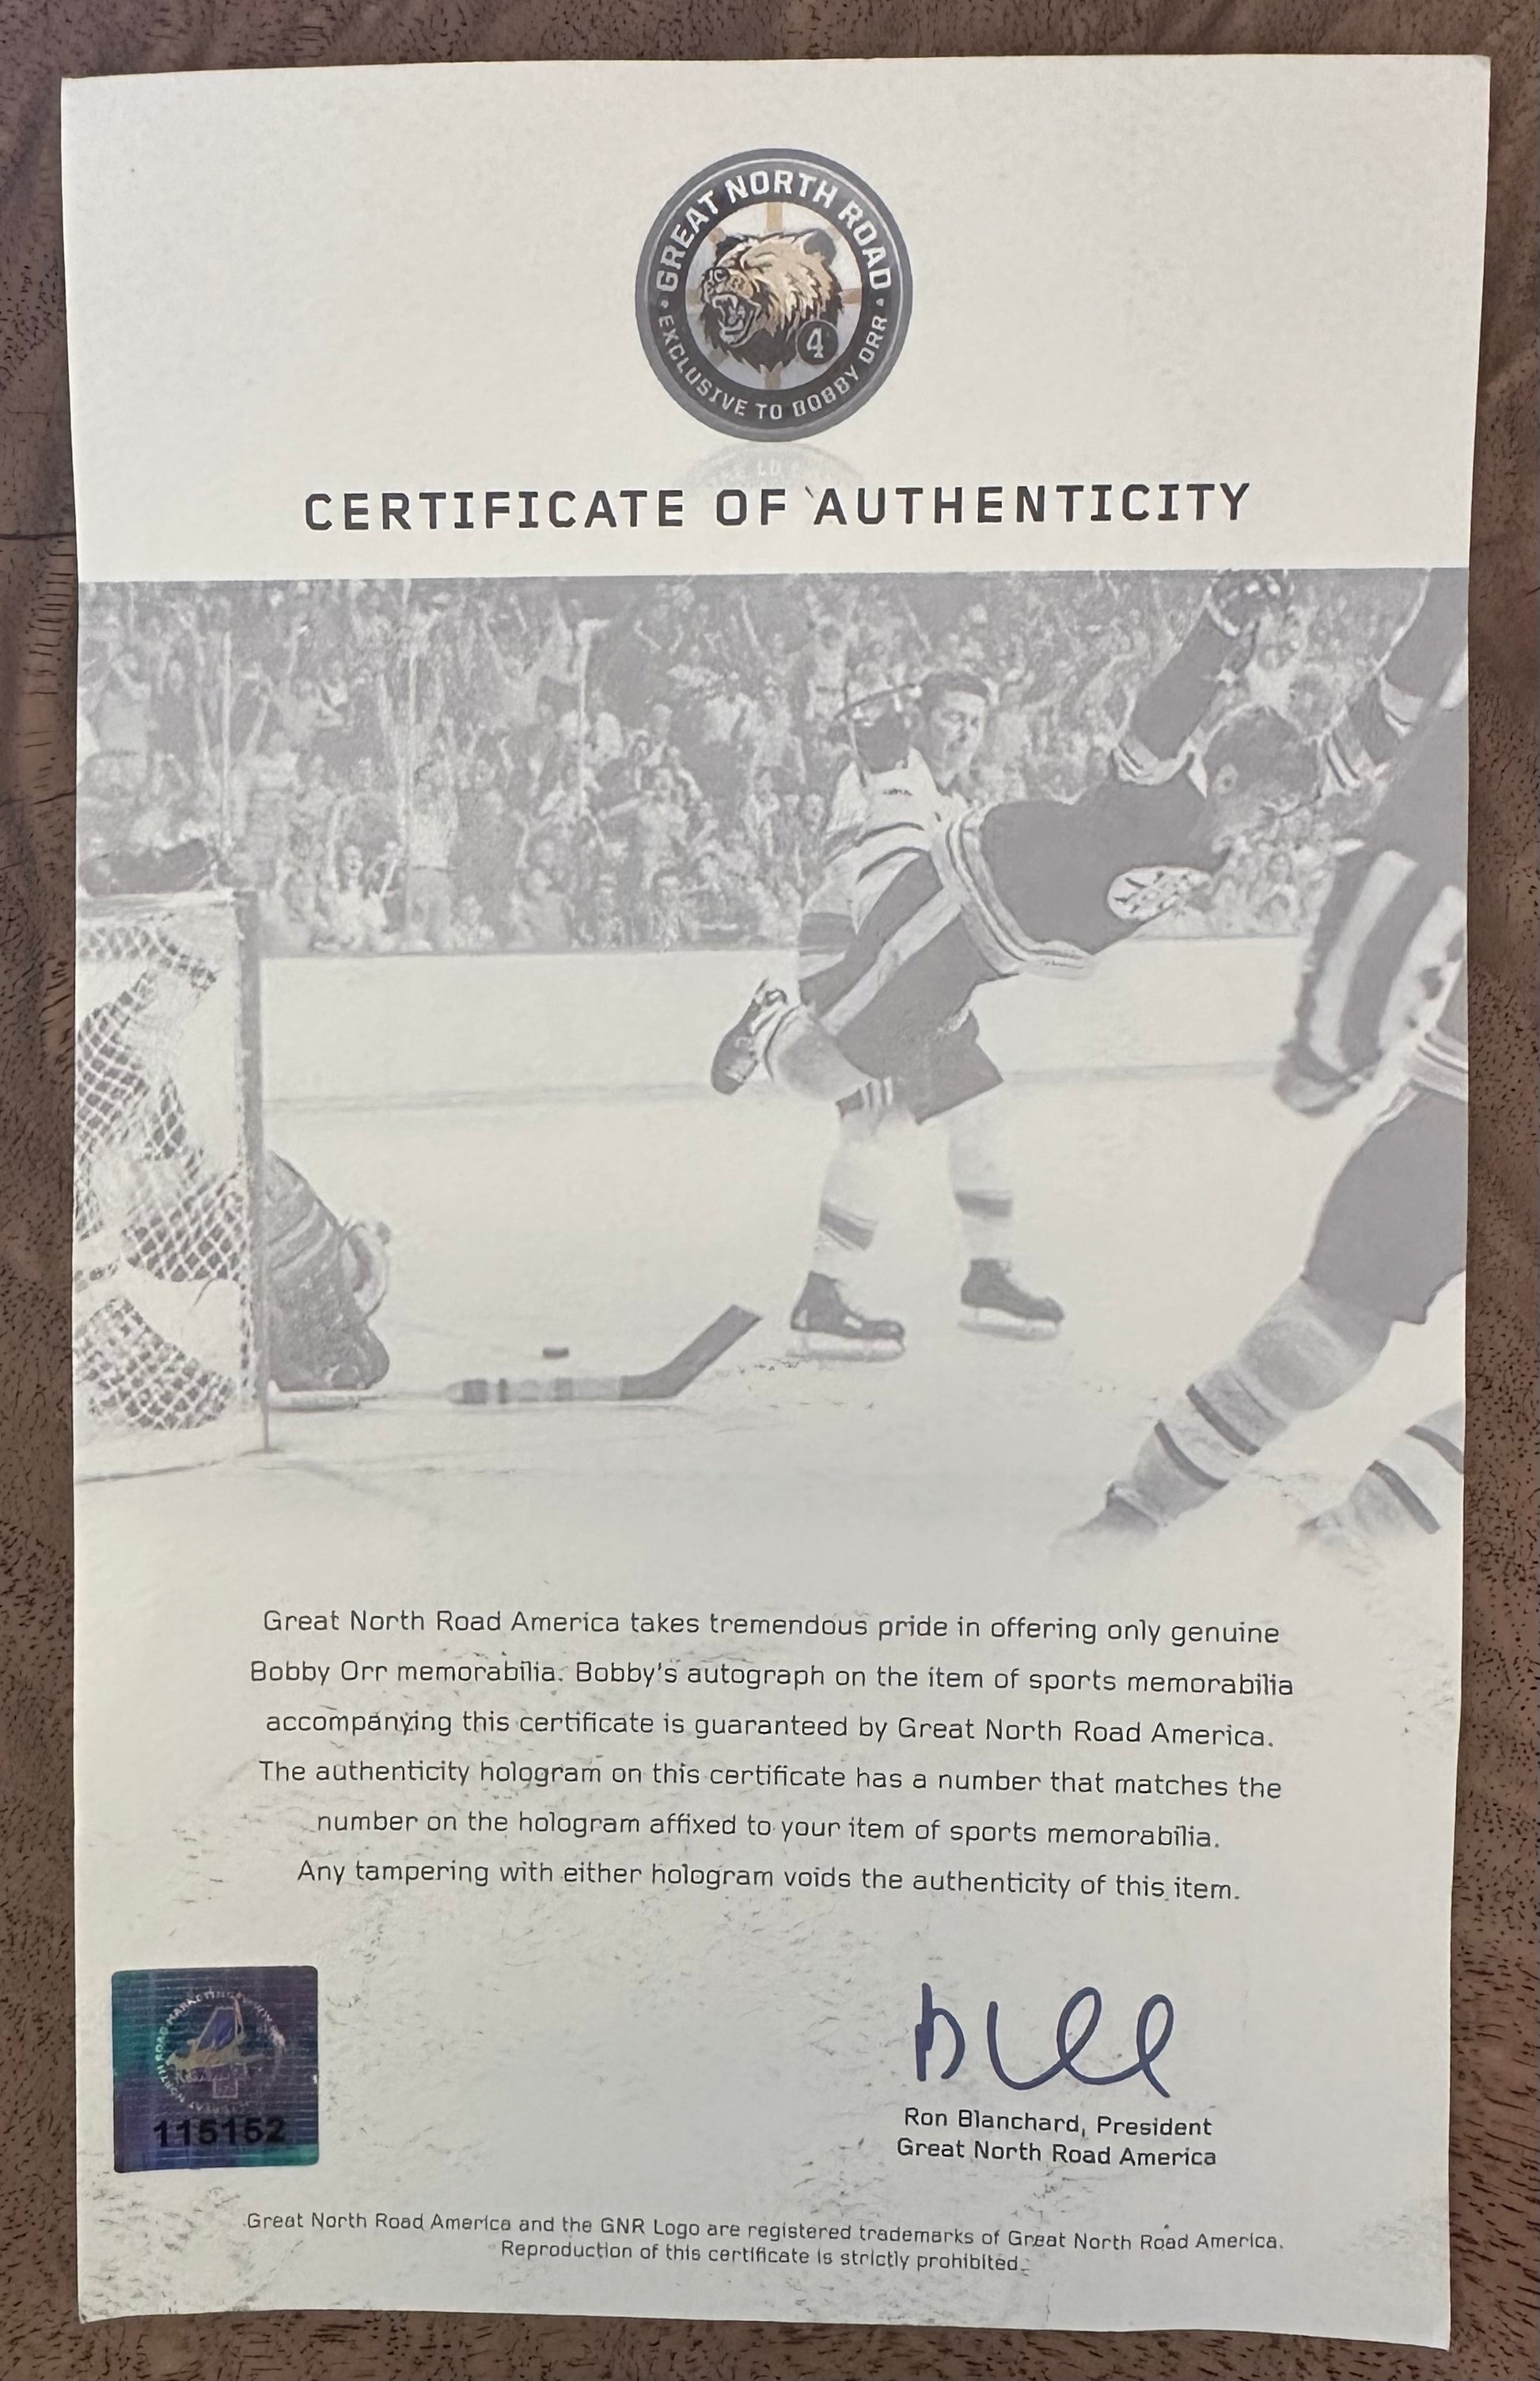 GREAT NORTH ROAD
EXCLUSIVE TO BOBBY ORR
4
CERTIFICATE OF AUTHENTICITY
Great North Road America takes tremendous pride in offering only genuine
Bobby Orr memorabilia. Bobby's autograph on the item of sports memorabilia
accompanying this certificate is guaranteed by Great North Road America.
The authenticity hologram on this certificate has a number that matches the
number on the hologram affixed to your item of sports memorabilia.
Any tampering with either hologram voids the authenticity of this item.
115152
Ron Blanchard, President
Great North Road America
Great North Road America and the GNR Logo are registered trademarks of Great North Road America.
Reproduction of this certificate is strictly prohibited.